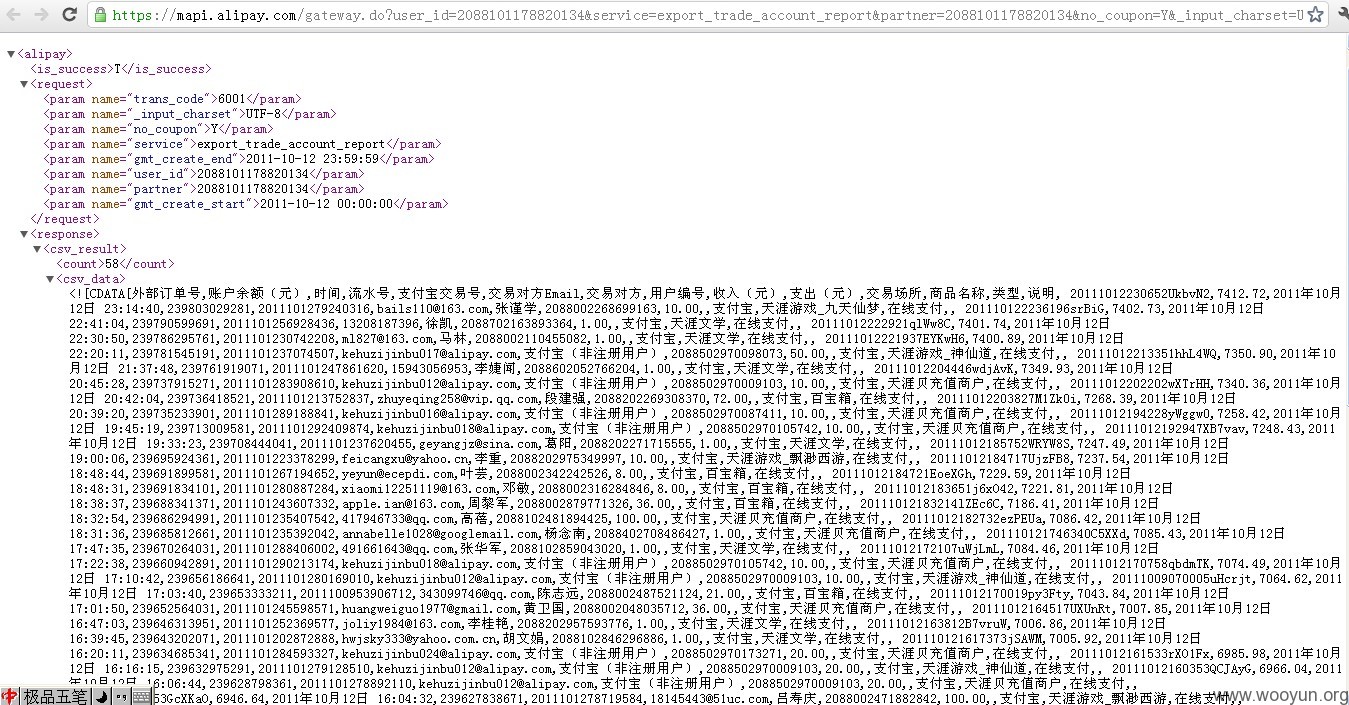 https://mapi.alipay.com/gateway.do?user_id=2088101178820134&service=export_trade_account_report&partner=2088101178820134&no_coupon=Y&_input_charset=U
▼<alipay>
<is_success>T</is_success>
▼<request>
<param name="trans_code">6001</param>
<param name="_input_charset">UTF-8</param>
<param name="no_coupon">Y</param>
<param name="service">export_trade_account_report</param>
<param name="gmt_create_end">2011-10-12 23:59:59</param>
<param name="user_id">2088101178820134</param>
<param name="partner">2088101178820134</param>
<param name="gmt_create_start">2011-10-12 00:00:00</param>
</request>
▼<response>
▼<csv_result>
<count>58</count>
▼<csv_data>
<![CDATA[外部订单号,账户余额（元）,时间,流水号,支付宝交易号,交易对方Email,交易对方,用户编号,收入（元）,支出（元）,交易场所,商品名称,类型,说明, 20111012230652UkbvN2,7412.72,2011年10月
12日 23:14:40,239803029281,2011101279240316,bails110@163.com,张谨学,2088002268699163,10.00,,支付宝,天涯游戏_九天仙梦,在线支付,, 20111012236196srBiG,7402.73,2011年10月12日
22:41:04,239790599691,2011101256928436,13208187396,徐凯,2088702163893364,1.00,,支付宝,天涯文学,在线支付,, 20111012222921qlWw8C,7401.74,2011年10月12日
22:30:50,239786295761,2011101230742208,ml827@163.com,马林,2088002110455082,1.00,,支付宝,天涯文学,在线支付,, 20111012221937EYKwH6,7400.89,2011年10月12日
22:20:11,239781545191,2011101237074507,kehuzijinbu017@alipay.com,支付宝（非注册用户）,2088502970098073,50.00,,支付宝,天涯游戏_神仙道,在线支付,, 20111012213351hhL4WQ,7350.90,2011年10
月12日 21:37:48,239761919071,2011101247861620,15943056953,李婕闻,2088602052766204,1.00,,支付宝,天涯文学,在线支付,, 20111012204446wdjAvK,7349.93,2011年10月12日
20:45:28,239737915271,2011101283908610,kehuzijinbu012@alipay.com,支付宝（非注册用户）,2088502970009103,10.00,,支付宝,天涯贝充值商户,在线支付,, 20111012202202wXTrHH,7340.36,2011年10月12
日 20:42:04,239736418521,2011101213752837,zhuyeqing258@vip.qq.com,段建强,2088202269308370,72.00,,支付宝,百宝箱,在线支付,, 20111012203827M1Zk0i,7268.39,2011年10月12日
20:39:20,239735233901,2011101289188841,kehuzijinbu016@alipay.com,支付宝（非注册用户）,2088502970087411,10.00,,支付宝,天涯贝充值商户,在线支付,, 20111012194228yWggwO,7258.42,2011年10月12
日 19:45:19,239713009581,2011101292409874,kehuzijinbu018@alipay.com,支付宝（非注册用户）,2088502970105742,10.00,,支付宝,天涯贝充值商户,在线支付,, 20111012192947XB7vav,7248.43,2011
年10月12日 19:33:23,239708444041,2011101237620455,geyangjz@sina.com,葛阳,2088202271715555,1.00,,支付宝,天涯文学,在线支付,, 20111012185752WRYW8S,7247.49,2011年10月12日
19:00:06,239695924361,2011101223378299,feicangxu@yahoo.cn,李重,2088202975349997,10.00,,支付宝,天涯游戏_飘渺西游,在线支付,, 20111012184717UjzFB8,7237.54,2011年10月12日
18:48:44,239691899581,2011101267194652,yeyun@ecepdi.com,叶芸,2088002342242526,8.00,,支付宝,百宝箱,在线支付,, 20111012184721EoeXGh,7229.59,2011年10月12日
18:48:31,239691834101,2011101280887284,xiaomi12251119@163.com,邓敏,2088002316284846,8.00,,支付宝,百宝箱,在线支付,, 20111012183651j6xO42,7221.81,2011年10月12日
18:38:37,239688341371,2011101243607332,apple.ian@163.com,周黎军,2088002879771326,36.00,,支付宝,百宝箱,在线支付,, 20111012183214lZEc6C,7186.41,2011年10月12日
18:32:54,239686294991,2011101235407542,417946733@qq.com,高蓓,2088102481894425,100.00,,支付宝,天涯贝充值商户,在线支付,, 20111012182732ezPEUa,7086.42,2011年10月12日
18:31:36,239685812661,2011101235392042,annabelle1028@googlemail.com,杨念南,2088402708486427,1.00,,支付宝,天涯文学,在线支付,, 20111012174634OC5XXd,7085.43,2011年10月12日
17:47:35,239670264031,2011101288406002,491661643@qq.com,张华军,2088102859043020,1.00,,支付宝,天涯文学,在线支付,, 20111012172107uWjLmL,7084.46,2011年10月12日
17:22:38,239660942891,2011101290213174,kehuzijinbu018@alipay.com,支付宝（非注册用户）,2088502970105742,10.00,,支付宝,天涯贝充值商户,在线支付,, 20111012170758qbdmTK,7074.49,2011年10月
12日 17:10:42,239656186641,2011101280169010,kehuzijinbu012@alipay.com,支付宝（非注册用户）,2088502970009103,10.00,,支付宝,天涯游戏_神仙道,在线支付,, 20111009070005uHcrjt,7064.62,2011
年10月12日 17:03:40,239653333211,2011100953906712,343099746@qq.com,陈志远,2088002487521124,21.00,,支付宝,百宝箱,在线支付,, 20111012170019py3Fty,7043.84,2011年10月12日
17:01:50,239652564031,2011101245598571,huangweiguo1977@gmail.com,黄卫国,2088002048035712,36.00,,支付宝,天涯贝充值商户,在线支付,, 20111012164517UXUnRt,7007.85,2011年10月12日
16:47:03,239646313951,2011101252369577,joliy1984@163.com,李桂艳,2088202957593776,1.00,,支付宝,天涯文学,在线支付,, 20111012163812B7vruW,7006.86,2011年10月12日
16:39:45,239643202071,2011101202872888,hwjsky333@yahoo.com.cn,胡文娟,2088102846296886,1.00,,支付宝,天涯文学,在线支付,, 20111012161737​3jSAWM,7005.92,2011年10月12日
16:20:11,239634685341,2011101284593327,kehuzijinbu024@alipay.com,支付宝（非注册用户）,2088502970173271,20.00,,支付宝,天涯贝充值商户,在线支付,, 20111012161533rXO1Fx,6985.98,2011年10月
12日 16:16:15,239632975291,2011101279128510,kehuzijinbu012@alipay.com,支付宝（非注册用户）,2088502970009103,20.00,,支付宝,天涯游戏_神仙道,在线支付,, 20111012160353QCJAyG,6966.04,2011
年10月12日 16:06:44,239628798361,2011101278892110,kehuzijinbu012@alipay.com,支付宝（非注册用户）,2088502970009103,20.00,,支付宝,天涯贝充值商户,在线支付,,
53GcXKaO,6946.64,2011年10月12日 16:04:32,239627838671,2011101278719584,18145443@51uc.com,吕寿庆,2088002471882842,100.00,,支付宝,天涯游戏_飘渺西游,在线支付,,
中 极品五笔
www.wooyun.org